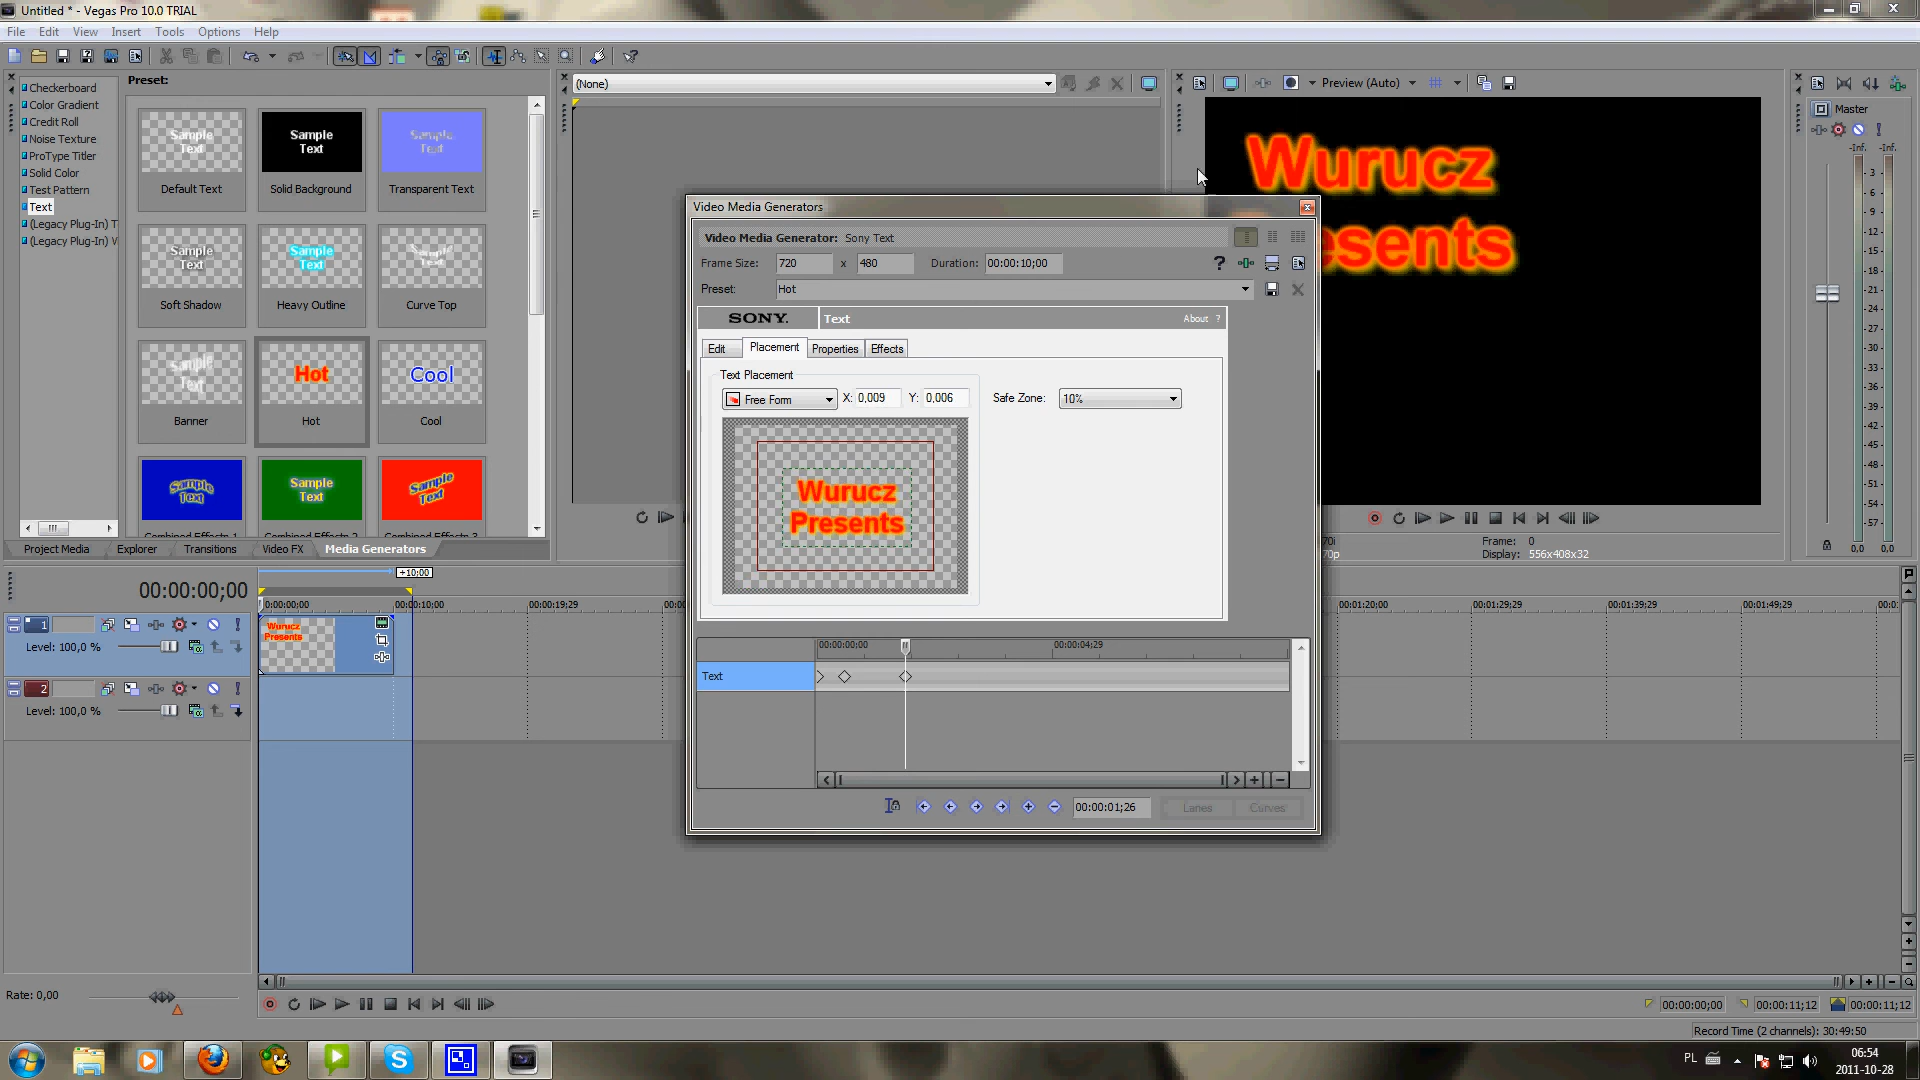 Untitled * - Vegas Pro 10.0 TRIAL
File Edit View Insert Tools Options Help
Checkerboard
Color Gradient
Credit Roll
Noise Texture
ProType Titler
Solid Color
Test Pattern
Text
(Legacy Plug-In) T
(Legacy Plug-In) V
Preset:
Sample Text
Sample Text
Sample Text
Default Text
Solid Background
Transparent Text
Sample Text
Sample Text
Sample Text
Soft Shadow
Heavy Outline
Curve Top
Sample Text
Hot
Cool
Banner
Hot
Cool
Sample Text
Sample Text
Sample Text
Combined Effects 1
Combined Effects 2
Combined Effects 3
Project Media
Explorer
Transitions
Video FX
Media Generators
(None)
Preview (Auto)
Wurucz
esents
Frame: 0
Display: 556x408x32
70i
70p
Master
-Inf. -Inf.
3
6
9
12
15
18
21
24
27
30
33
36
39
42
45
48
51
54
57
0,0 0,0
Video Media Generators
Video Media Generator: Sony Text
Frame Size: 720 x 480 Duration: 00:00:10;00
Preset: Hot
SONY. Text About ?
Edit Placement Properties Effects
Text Placement
Free Form X: 0,009 Y: 0,006 Safe Zone: 10%
Wurucz
Presents
00:00:00;00 00:00:04;29
Text
00:00:01;26 Lanes Curves
00:00:00;00
+10:00
0:00:00;00 00:00:10;00 00:00:19;29 00:0 00:01:20;00 00:01:29;29 00:01:39;29 00:01:49;29 00:0
1
Level: 100,0 %
Wurucz
Presents
2
Level: 100,0 %
Rate: 0,00
00:00:00;00 00:00:11;12 00:00:11;12
Record Time (2 channels): 30:49:50
PL
06:54
2011-10-28